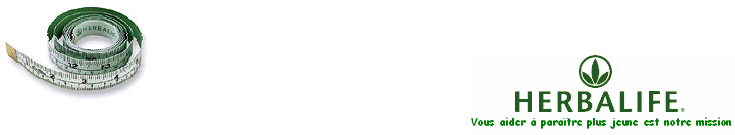 HERBALIFE
HERBALIFE®
Vous aider à paraître plus jeune est notre mission